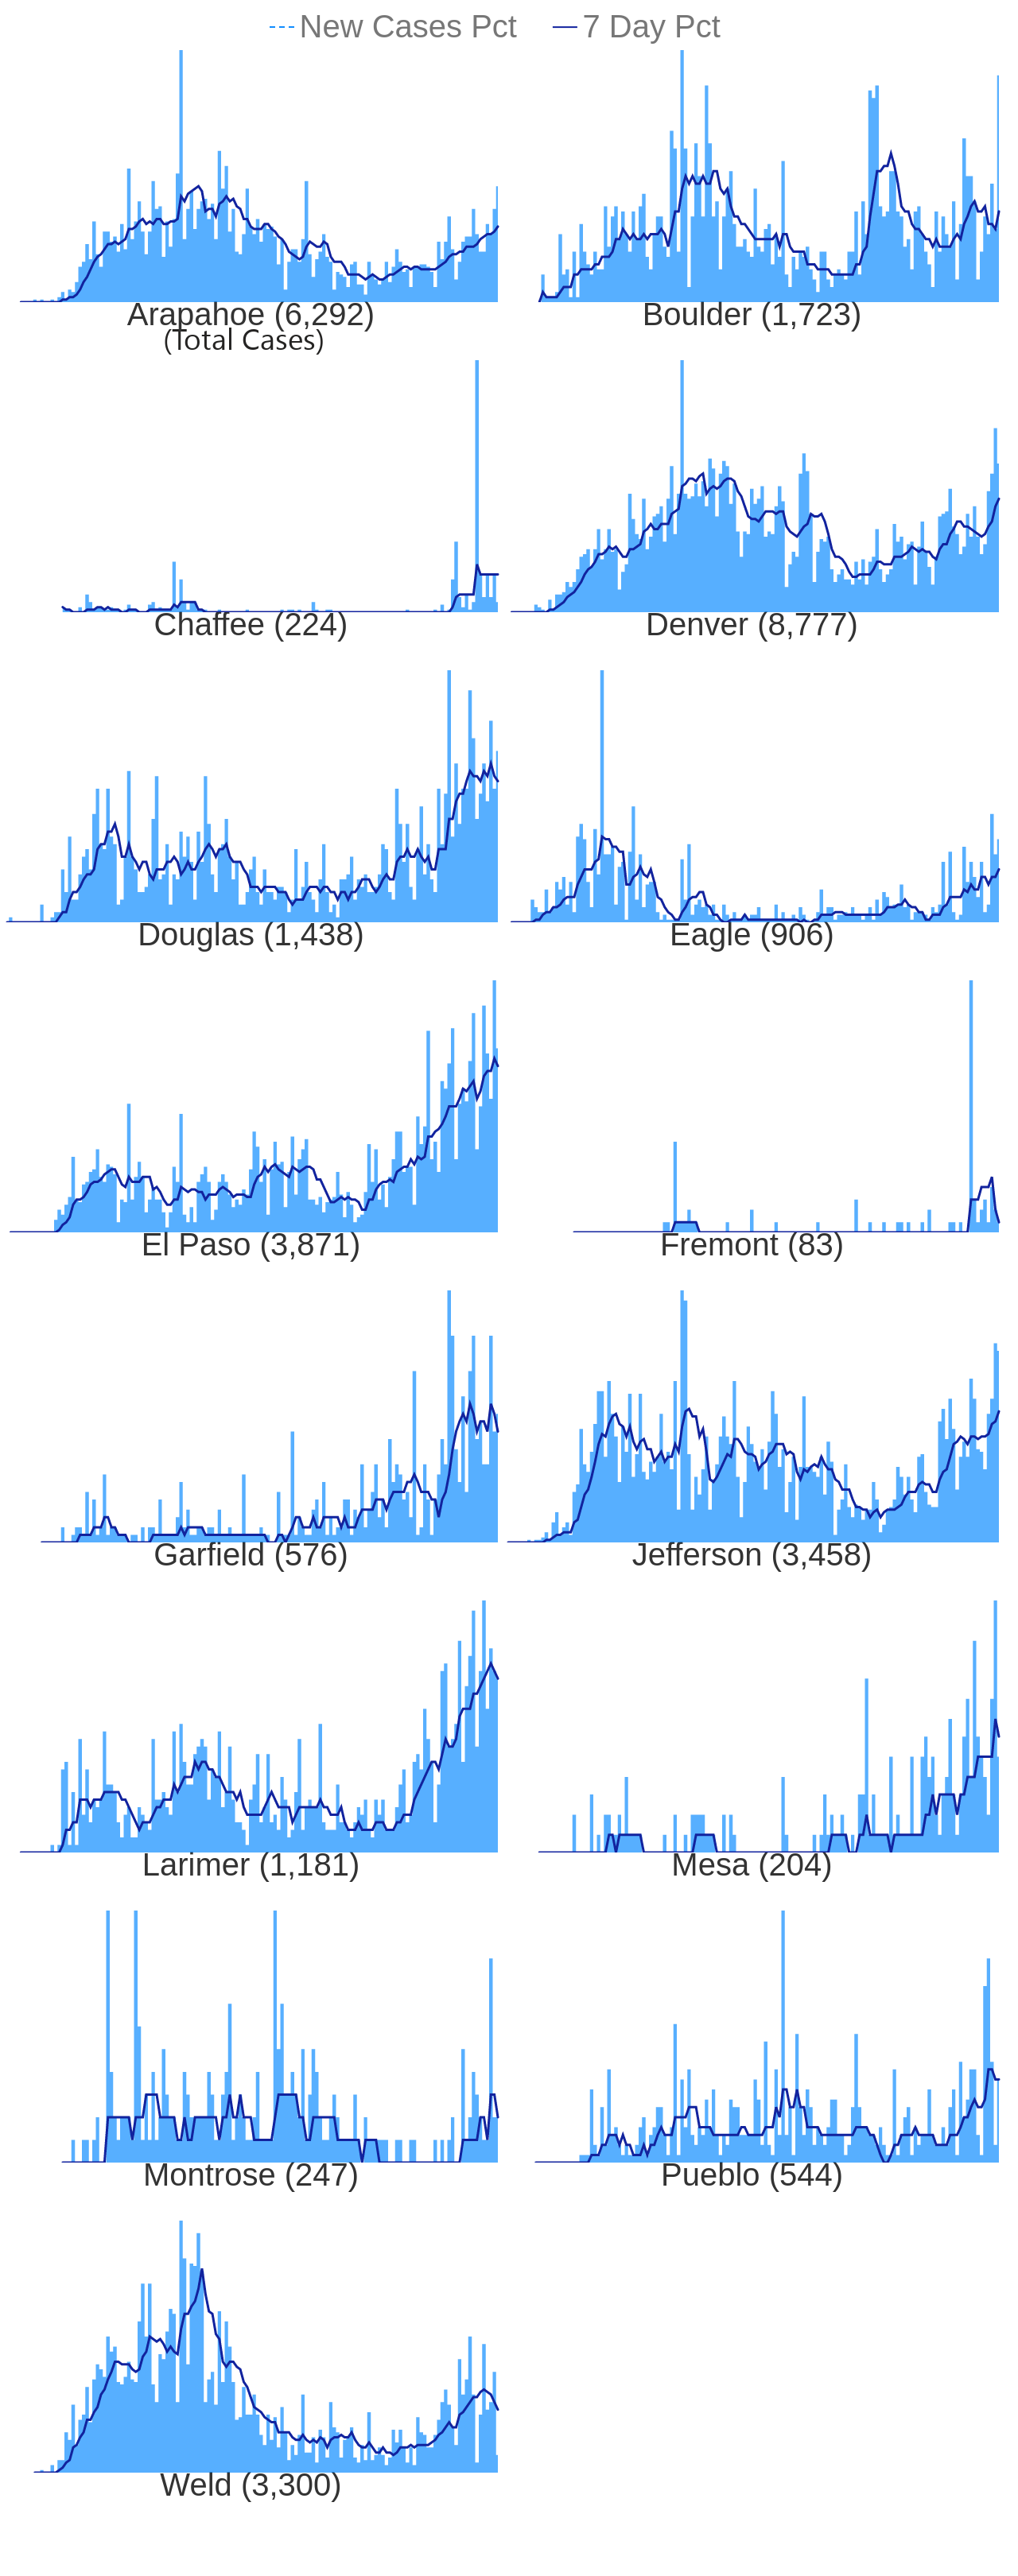 New Cases Pct 7 Day Pct
Arapahoe (6,292) Boulder (1,723)
(Total Cases)
Chaffee (224) Denver (8,777)
Douglas (1,438) Eagle (906)
El Paso (3,871) Fremont (83)
Garfield (576) Jefferson (3,458)
Larimer (1,181) Mesa (204)
Montrose (247) Pueblo (544)
Weld (3,300)